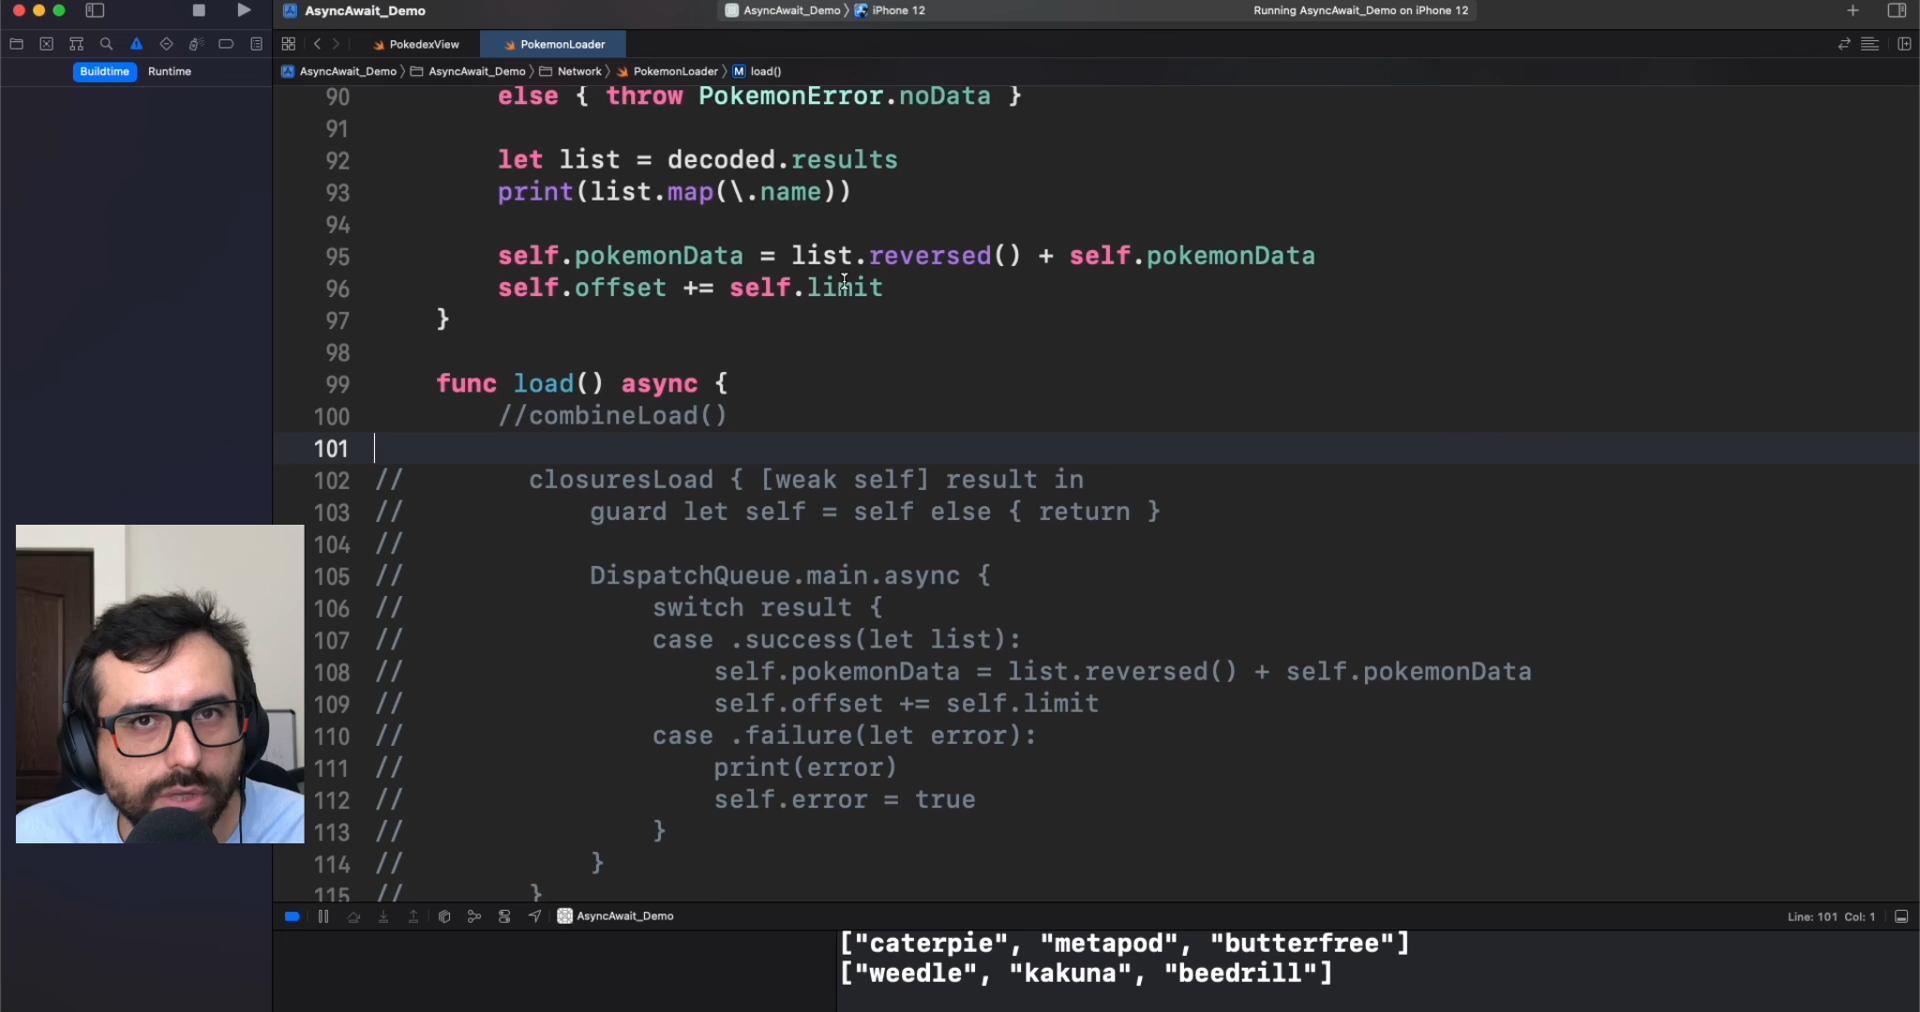 AsyncAwait_Demo
AsyncAwait_Demo 〉 iPhone 12
Running AsyncAwait_Demo on iPhone 12
PokedexView
PokemonLoader
Buildtime
Runtime
AsyncAwait_Demo 〉 AsyncAwait_Demo 〉 Network 〉 PokemonLoader 〉 M load()
90 else { throw PokemonError.noData }
91
92 let list = decoded.results
93 print(list.map(\.name))
94
95 self.pokemonData = list.reversed() + self.pokemonData
96 self.offset += self.limit
97 }
98
99 func load() async {
100 //combineLoad()
101
102 // closuresLoad { [weak self] result in
103 // guard let self = self else { return }
104 //
105 // DispatchQueue.main.async {
106 // switch result {
107 // case .success(let list):
108 // self.pokemonData = list.reversed() + self.pokemonData
109 // self.offset += self.limit
110 // case .failure(let error):
111 // print(error)
112 // self.error = true
113 // }
114 // }
115 // }
AsyncAwait_Demo
Line: 101 Col: 1
["caterpie", "metapod", "butterfree"]
["weedle", "kakuna", "beedrill"]